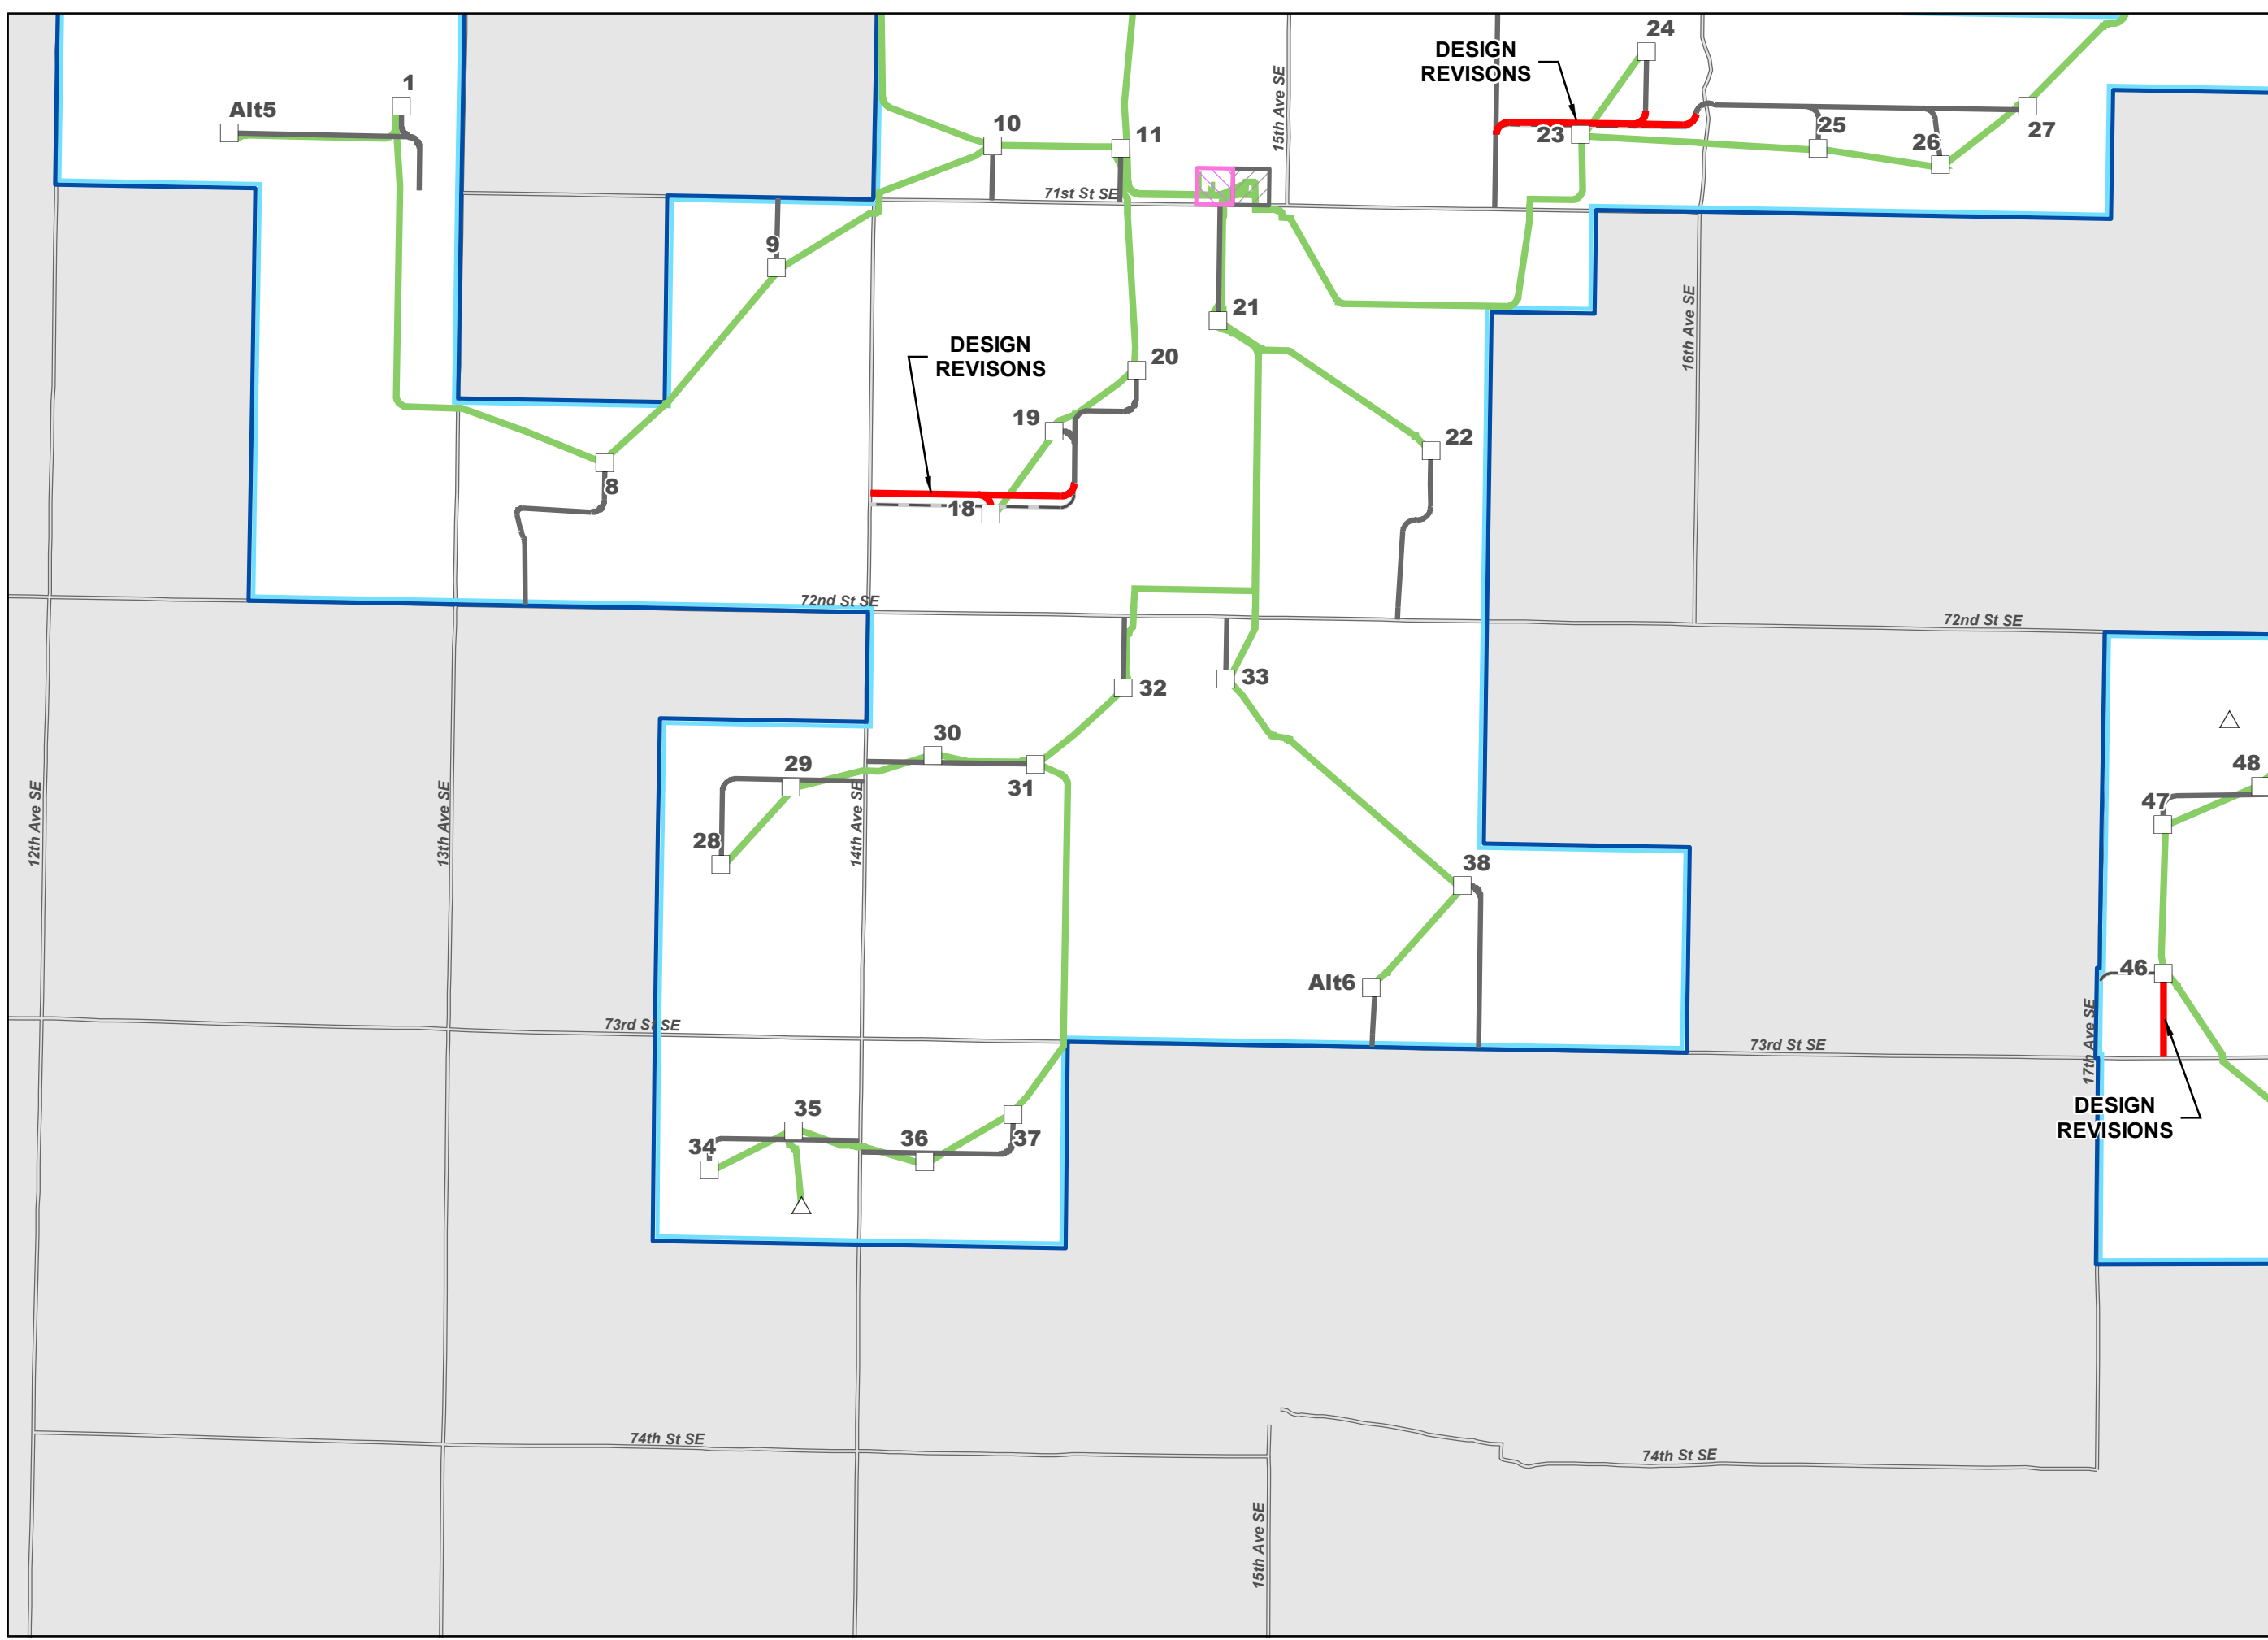 24
DESIGN
REVISONS
1
Alt5
15th Ave SE
10
11
23
25
26
27
71st St SE
9
21
16th Ave SE
DESIGN
REVISONS
20
19
22
8
18
72nd St SE
72nd St SE
32
33
30
29
31
48
47
12th Ave SE
13th Ave SE
14th Ave SE
28
38
46
Alt6
17th Ave SE
73rd St SE
73rd St SE
DESIGN
REVISIONS
35
34
36
37
74th St SE
74th St SE
15th Ave SE